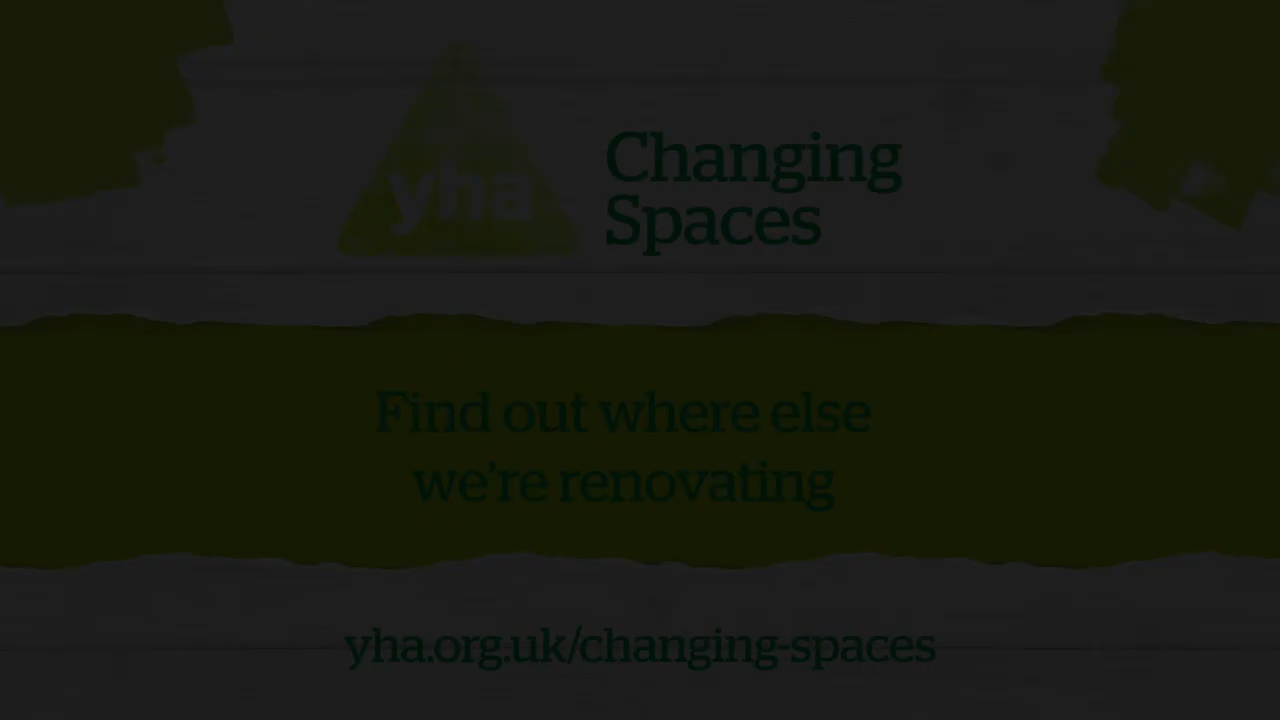 yha
Changing
Spaces
Find out where else
we're renovating
yha.org.uk/changing-spaces